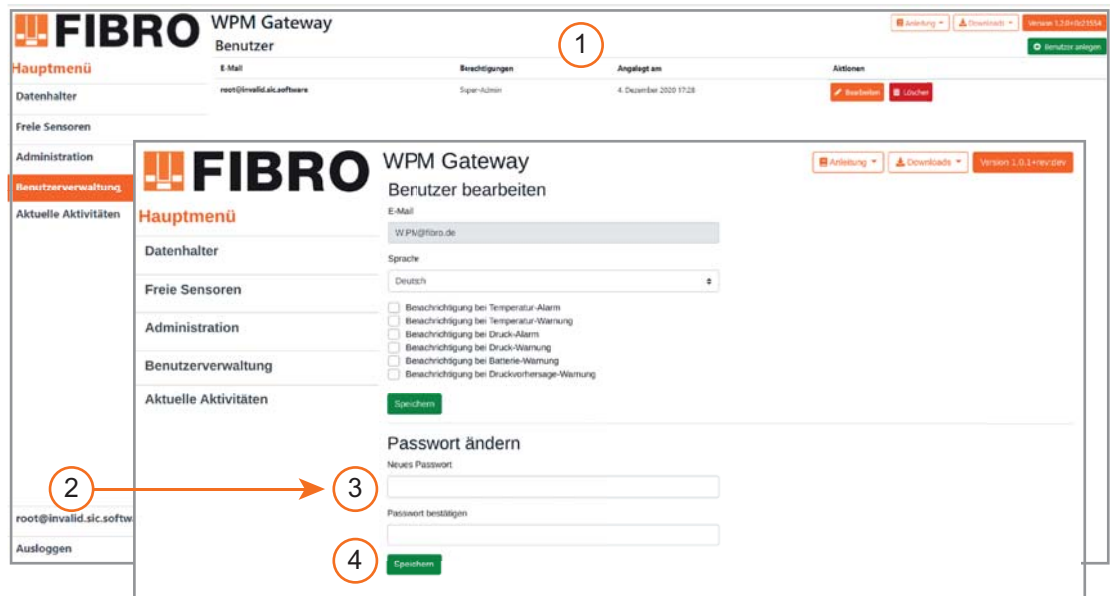 FIBRO
WPM Gateway
Anleitung
Downloads
Benutzer
1
Benutzer anlegen
Hauptmenü
E-Mail
Berechtigungen
Angelegt am
Aktionen
Datenhalter
root@invalid.sic.software
Super-Admin
4. Dezember 2020 17:28
Bearbeiten
Löschen
Freie Sensoren
Administration
Benutzerverwaltung
Aktuelle Aktivitäten
2
root@invalid.sic.softw
Ausloggen
FIBRO
WPM Gateway
Anleitung
Downloads
Version 1.0.1+rev:dev
Benutzer bearbeiten
Hauptmenü
E-Mail
WPM@fibro.de
Datenhalter
Sprache
Deutsch
Freie Sensoren
Benachrichtigung bei Temperatur-Alarm
Benachrichtigung bei Temperatur-Warnung
Administration
Benachrichtigung bei Druck-Alarm
Benachrichtigung bei Druck-Warnung
Benachrichtigung bei Batterie-Warnung
Benachrichtigung bei Druckvorhersage-Warnung
Benutzerverwaltung
Aktuelle Aktivitäten
Speichern
Passwort ändern
Neues Passwort
3
Passwort bestätigen
4
Speichern